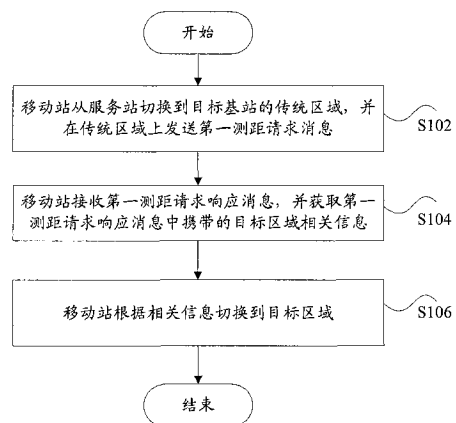 开始
移动站从服务站切换到目标基站的传统区域，并
在传统区域上发送第一测距请求消息
S102
移动站接收第一测距请求响应消息，并获取第一
测距请求响应消息中携带的目标区域相关信息
S104
移动站根据相关信息切换到目标区域
S106
结束